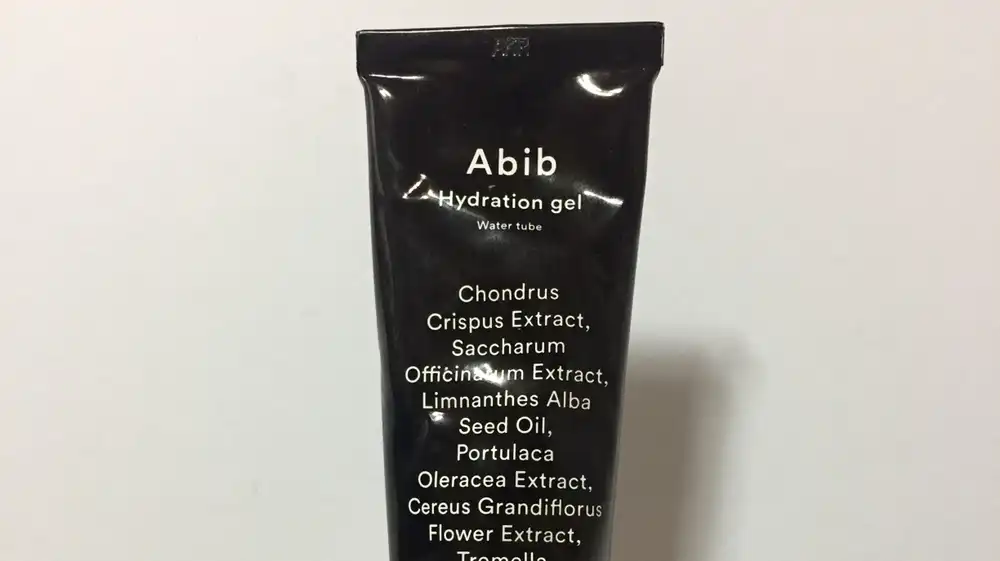 Abib
Hydration gel
Water tube
Chondrus
Crispus Extract,
Saccharum
Officinarum Extract,
Limnanthes Alba
Seed Oil,
Portulaca
Oleracea Extract,
Cereus Grandiflorus
Flower Extract,
Tremella